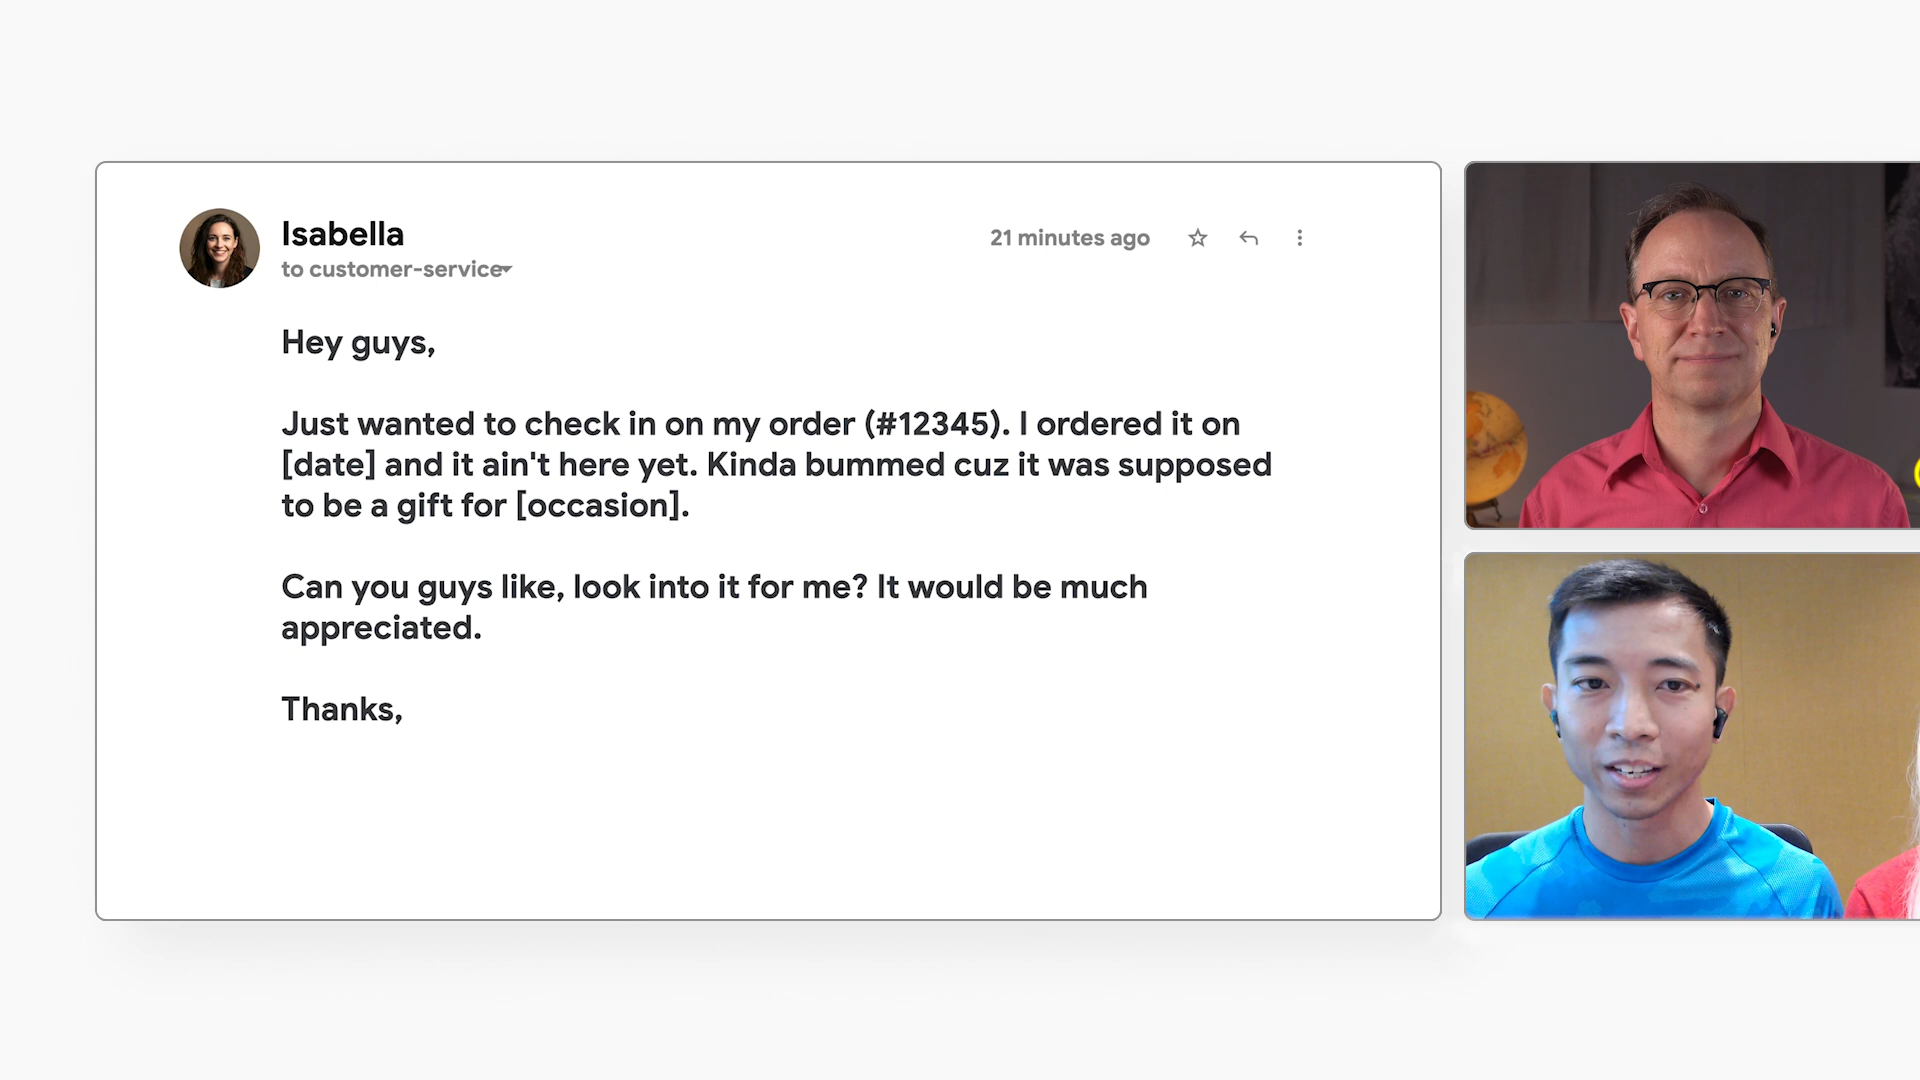 Isabella
21 minutes ago
to customer-service
Hey guys,
Just wanted to check in on my order (#12345). I ordered it on
[date] and it ain't here yet. Kinda bummed cuz it was supposed
to be a gift for [occasion].
Can you guys like, look into it for me? It would be much
appreciated.
Thanks,